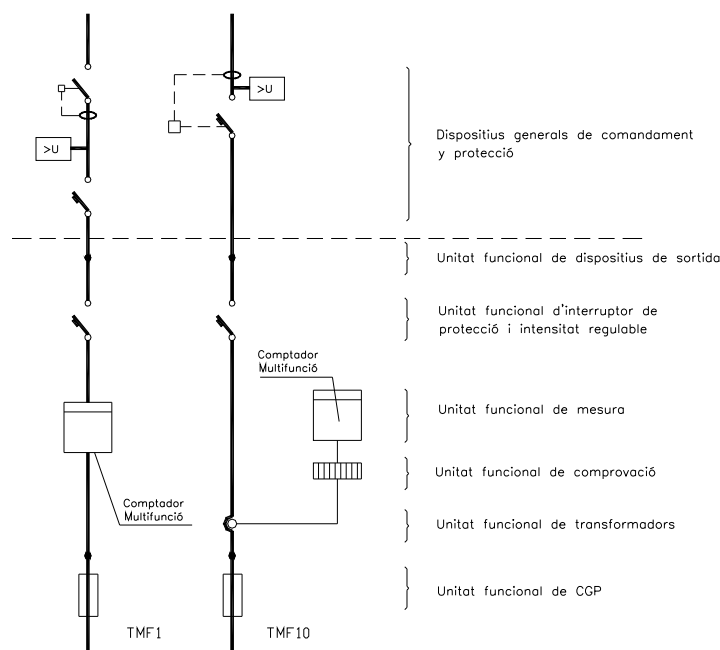 >U
>U
Dispositius generals de comandament
y protecció
Unitat funcional de dispositius de sortida
Unitat funcional d'interruptor de
protecció i intensitat regulable
Comptador
Multifunció
Unitat funcional de mesura
Unitat funcional de comprovació
Comptador
Multifunció
Unitat funcional de transformadors
Unitat funcional de CGP
TMF1
TMF10